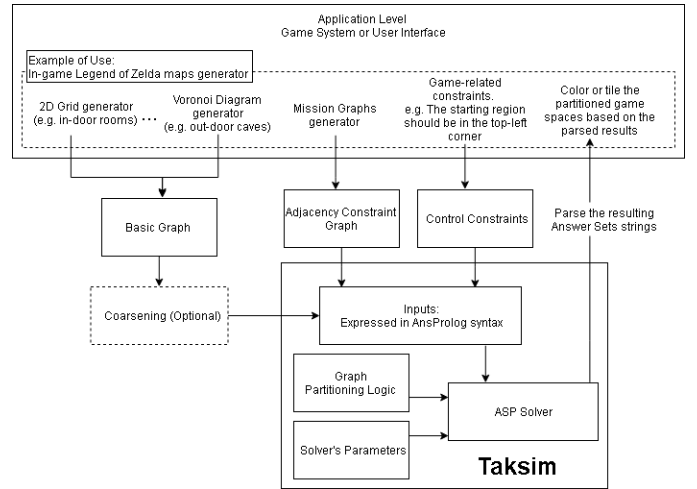 Application Level
Game System or User Interface
Example of Use:
In-game Legend of Zelda maps generator
2D Grid generator
(e.g. in-door rooms)
...
Voronoi Diagram
generator
(e.g. out-door caves)
Mission Graphs
generator
Game-related
constraints.
e.g. The starting region
should be in the top-left
corner
Color or tile the
partitioned game
spaces based on the
parsed results
Basic Graph
Adjacency Constraint
Graph
Control Constraints
Parse the resulting
Answer Sets strings
Coarsening (Optional)
Inputs:
Expressed in AnsProlog syntax
Graph
Partitioning Logic
ASP Solver
Solver's Parameters
Taksim